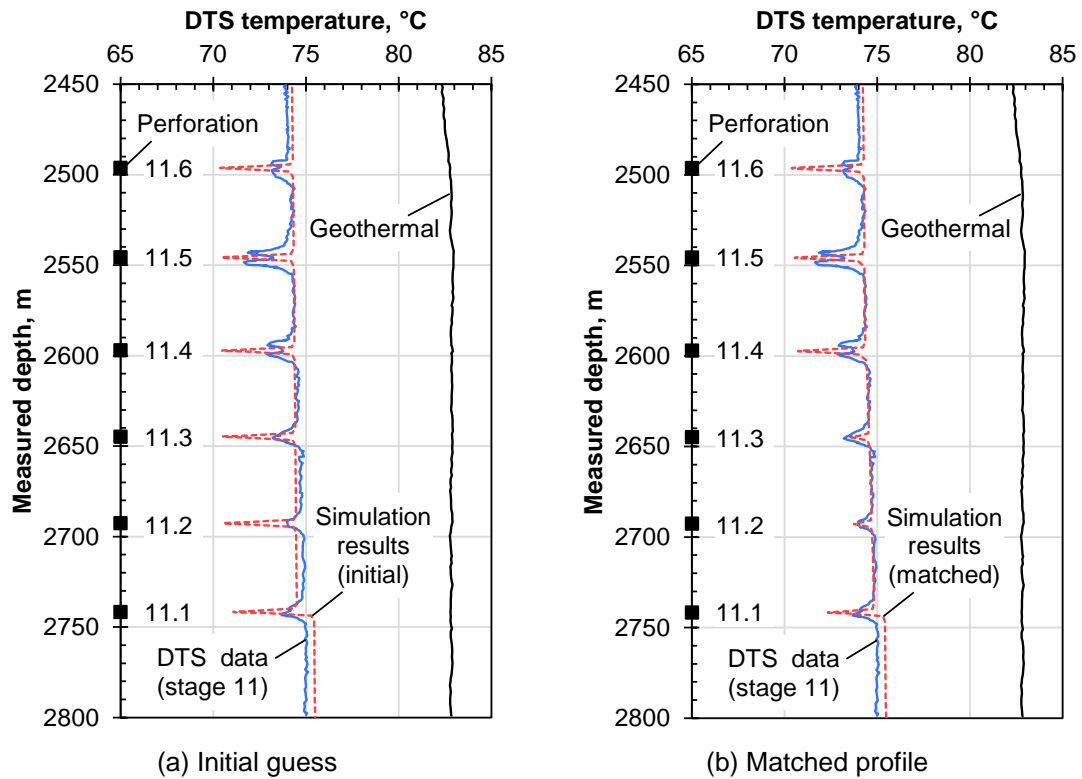 DTS temperature, °C
65 70 75 80 85
Measured depth, m
2450
2500
2550
2600
2650
2700
2750
2800
Perforation
11.6
Geothermal
11.5
11.4
11.3
11.2
Simulation
results
(initial)
11.1
DTS data
(stage 11)
(a) Initial guess
DTS temperature, °C
65 70 75 80 85
Measured depth, m
2450
2500
2550
2600
2650
2700
2750
2800
Perforation
11.6
Geothermal
11.5
11.4
11.3
11.2
Simulation
results
(matched)
11.1
DTS data
(stage 11)
(b) Matched profile